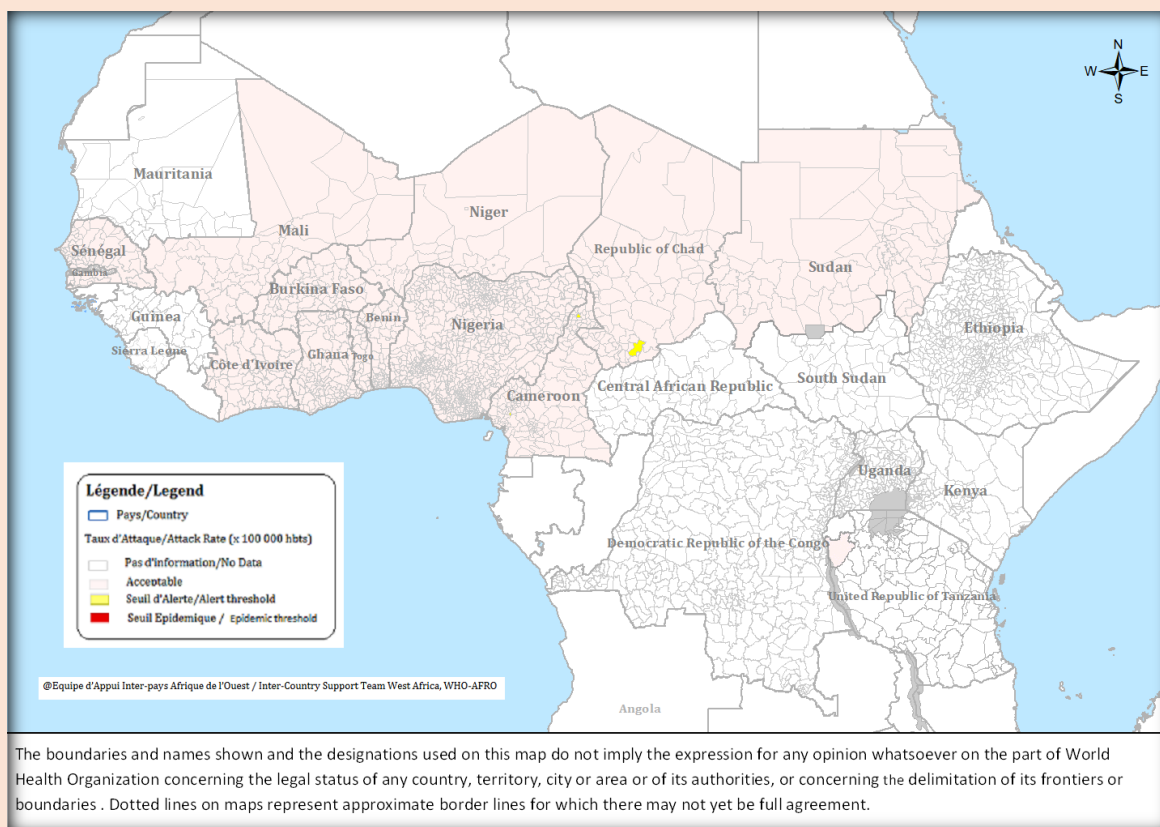 N
W E
S
Mauritania
Niger
Mali
Sénégal
Republic of Chad
Sudan
Gambia
Burkina Faso
Guinea
Benin
Nigeria
Ethiopia
Sierra Leone
Côte d'Ivoire
Ghana
Togo
Central African Republic
South Sudan
Cameroon
Uganda
Kenya
Democratic Republic of the Congo
United Republic of Tanzania
Angola
Légende/Legend
Pays/Country
Taux d'Attaque/Attack Rate (x 100 000 hbts)
Pas d'information/No Data
Acceptable
Seuil d'Alerte/Alert threshold
Seuil Epidemique / Epidemic threshold
@Equipe d'Appui Inter-pays Afrique de l'Ouest / Inter-Country Support Team West Africa, WHO-AFRO
The boundaries and names shown and the designations used on this map do not imply the expression for any opinion whatsoever on the part of World
Health Organization concerning the legal status of any country, territory, city or area or of its authorities, or concerning the delimitation of its frontiers or
boundaries . Dotted lines on maps represent approximate border lines for which there may not yet be full agreement.